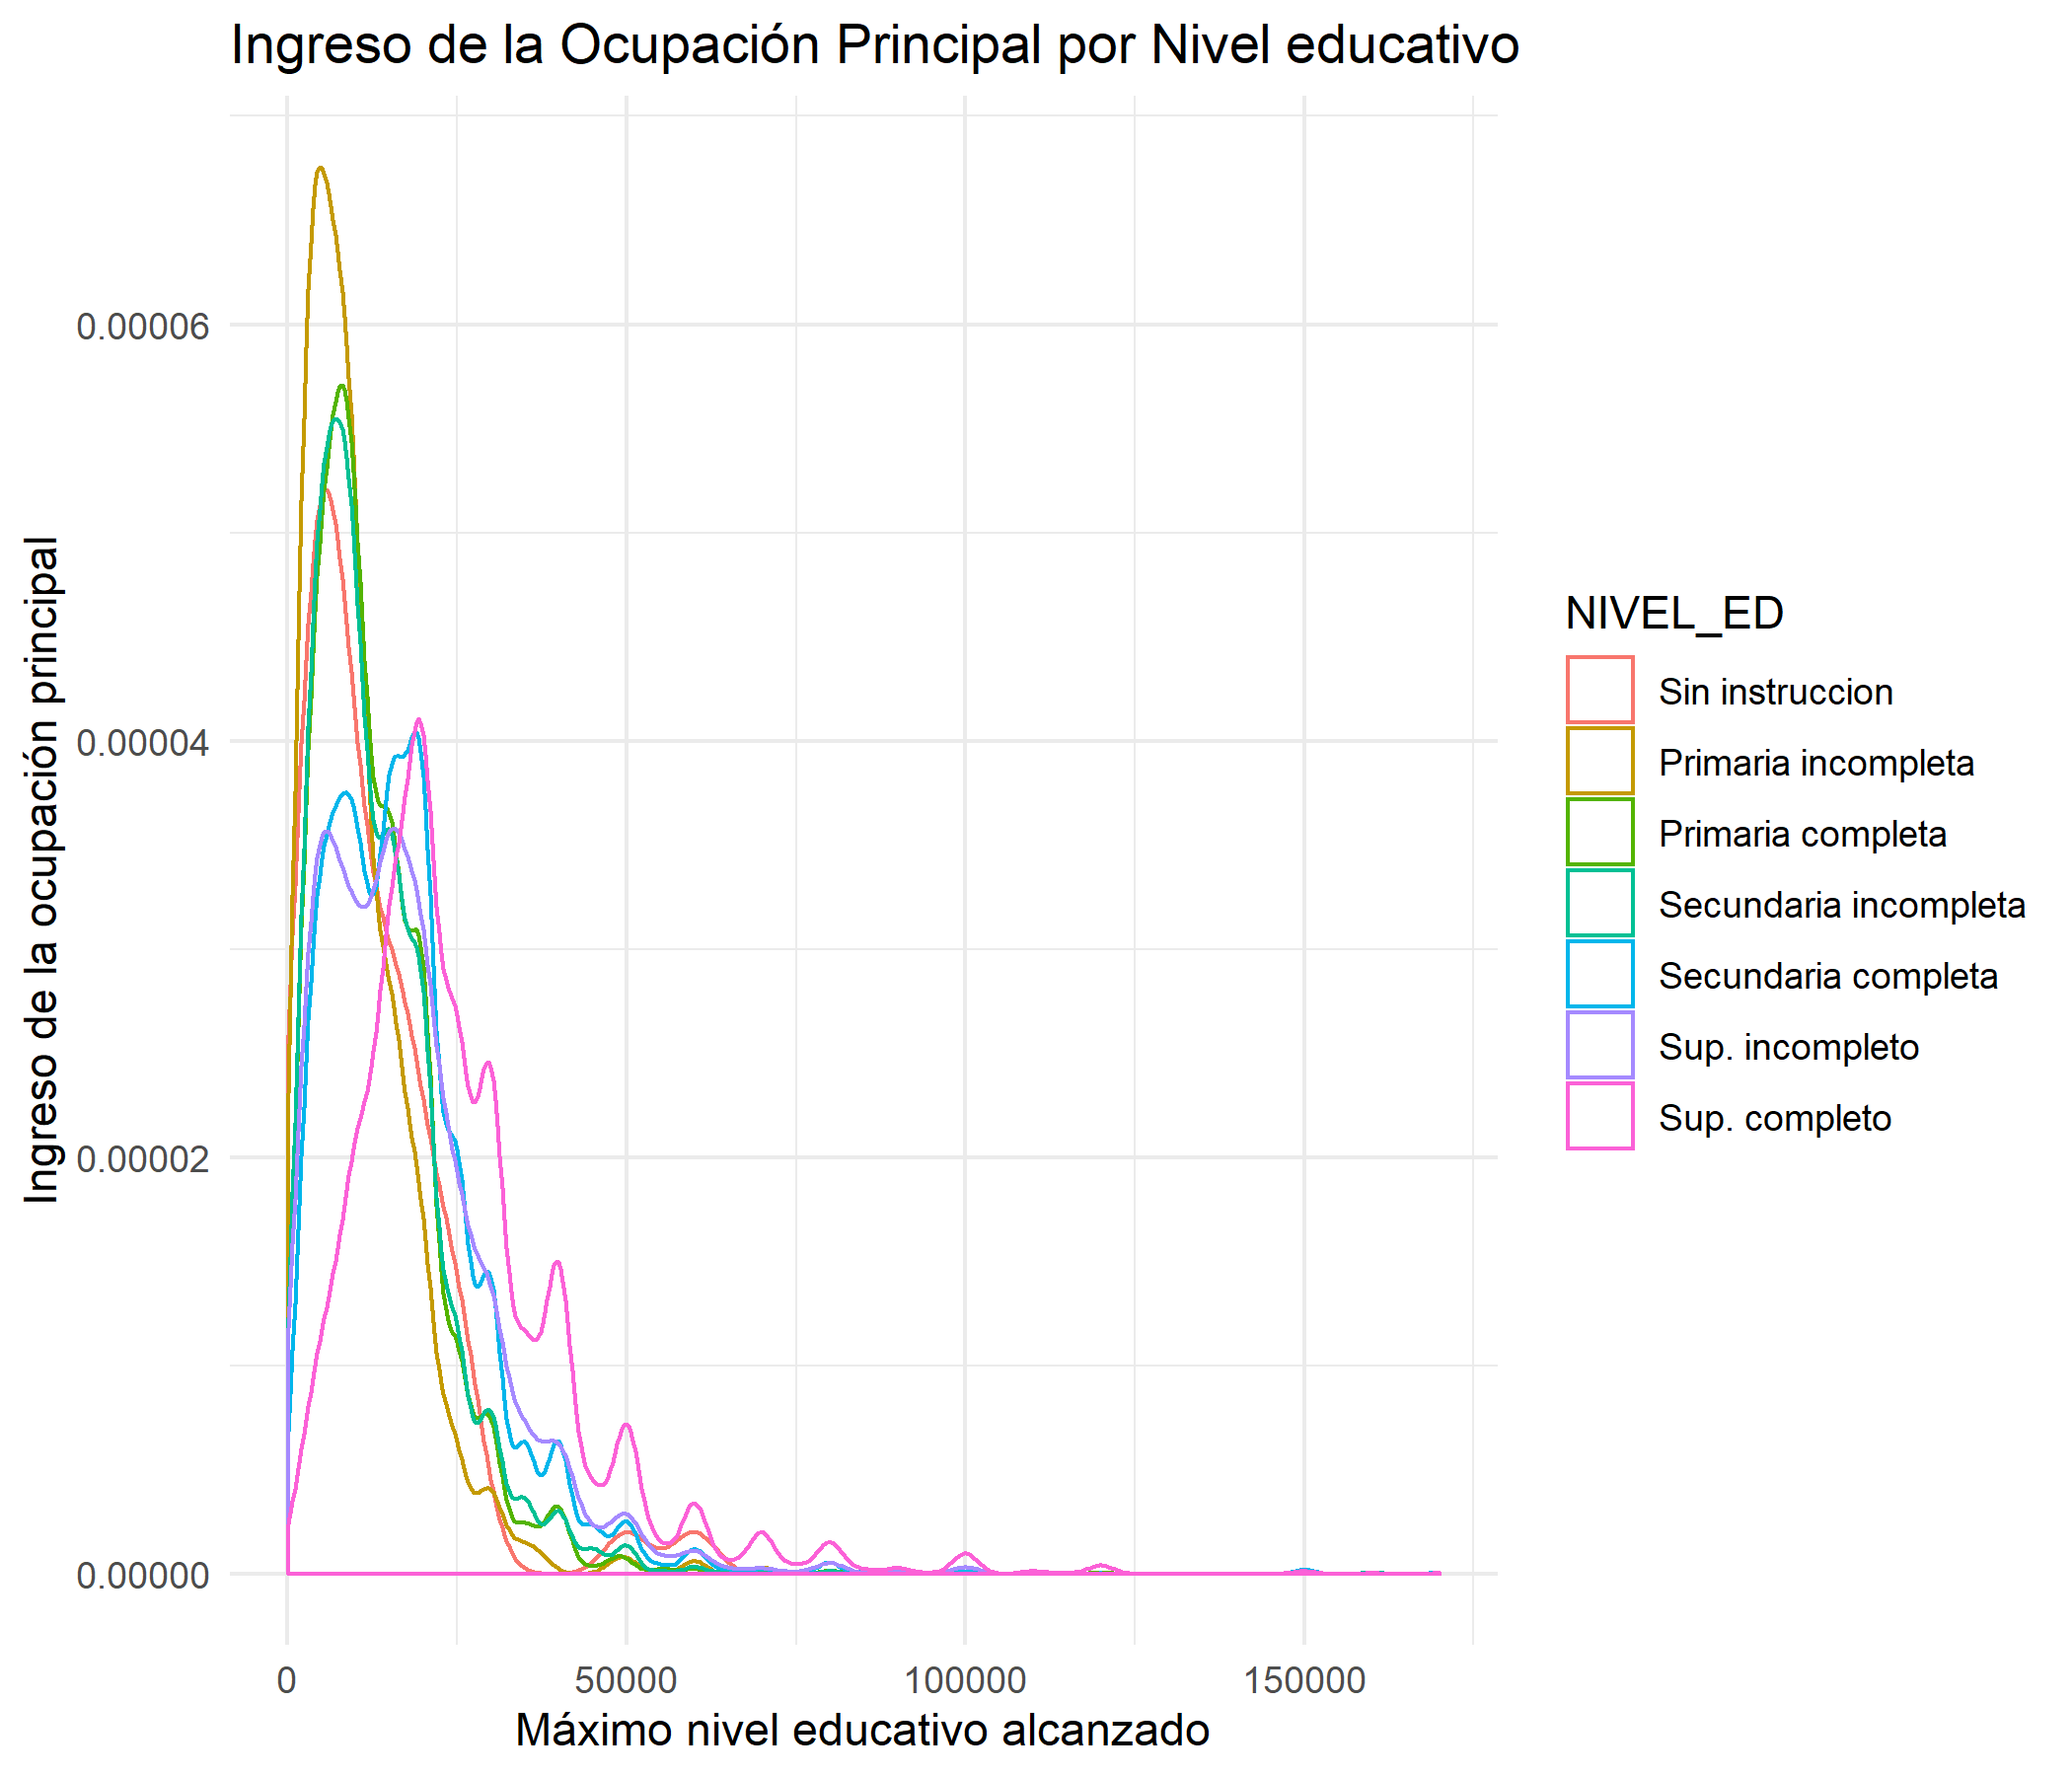 Ingreso de la Ocupación Principal por Nivel educativo
Ingreso de la ocupación principal
0.00006
0.00004
0.00002
0.00000
0
50000
100000
150000
Máximo nivel educativo alcanzado
NIVEL_ED
Sin instruccion
Primaria incompleta
Primaria completa
Secundaria incompleta
Secundaria completa
Sup. incompleto
Sup. completo